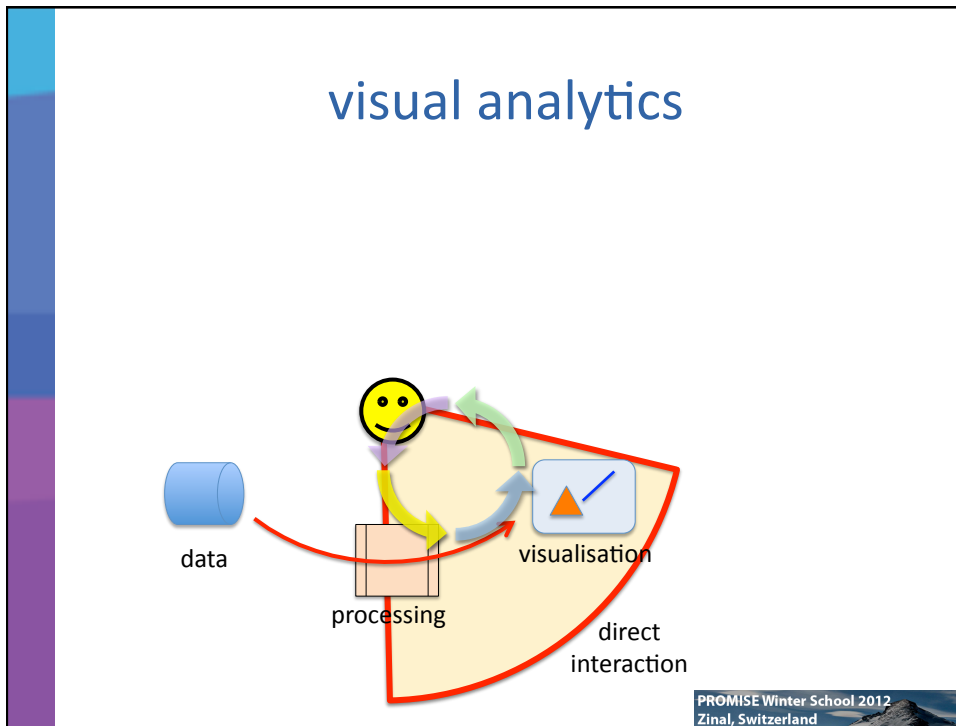 visual analytics
data
visualisation
processing
direct
interaction
PROMISE Winter School 2012
Zinal, Switzerland